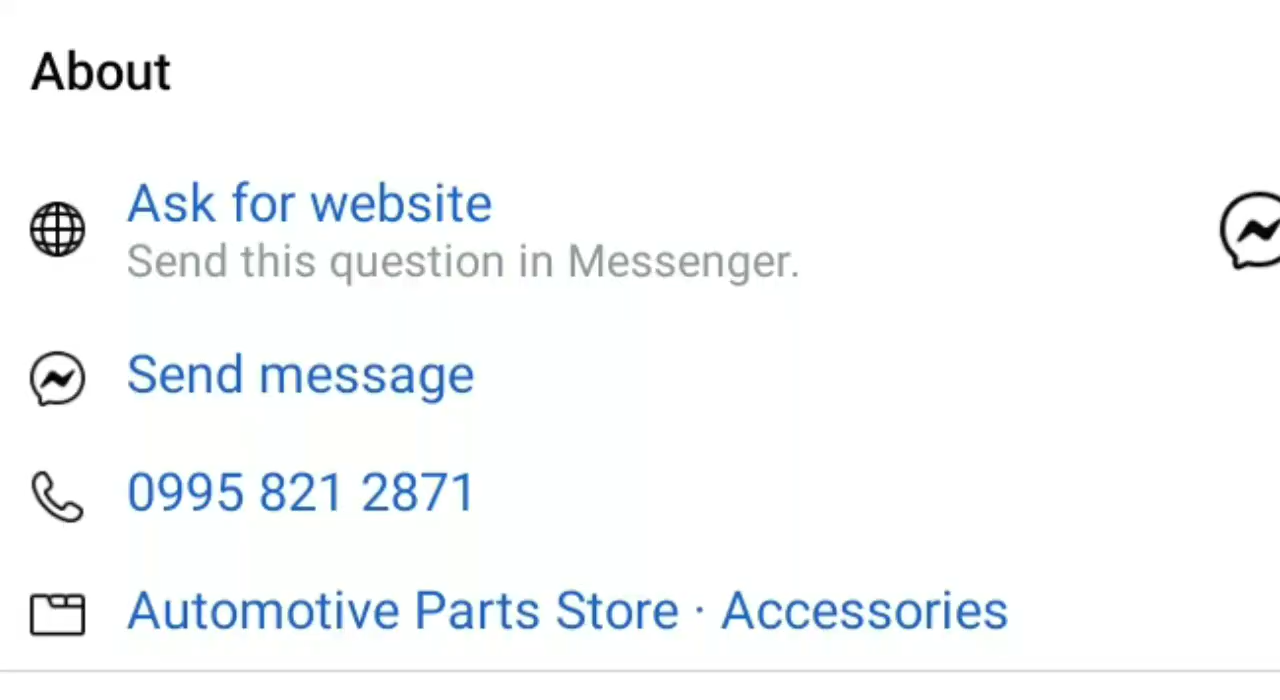 About
Ask for website
Send this question in Messenger.
Send message
0995 821 2871
Automotive Parts Store · Accessories